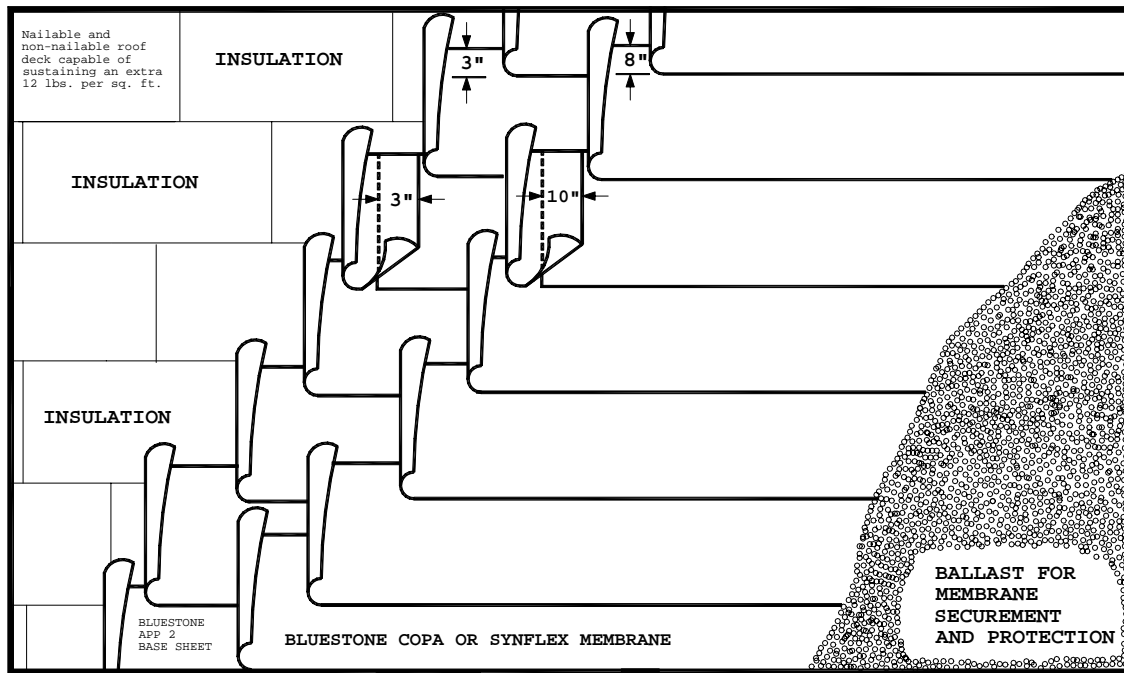 Nailable and
non-nailable roof
deck capable of
sustaining an extra
12 lbs. per sq. ft.
INSULATION
3"
8"
INSULATION
3"
10"
INSULATION
BLUESTONE
APP 2
BASE SHEET
BLUESTONE COPA OR SYNFLEX MEMBRANE
BALLAST FOR
MEMBRANE
SECUREMENT
AND PROTECTION